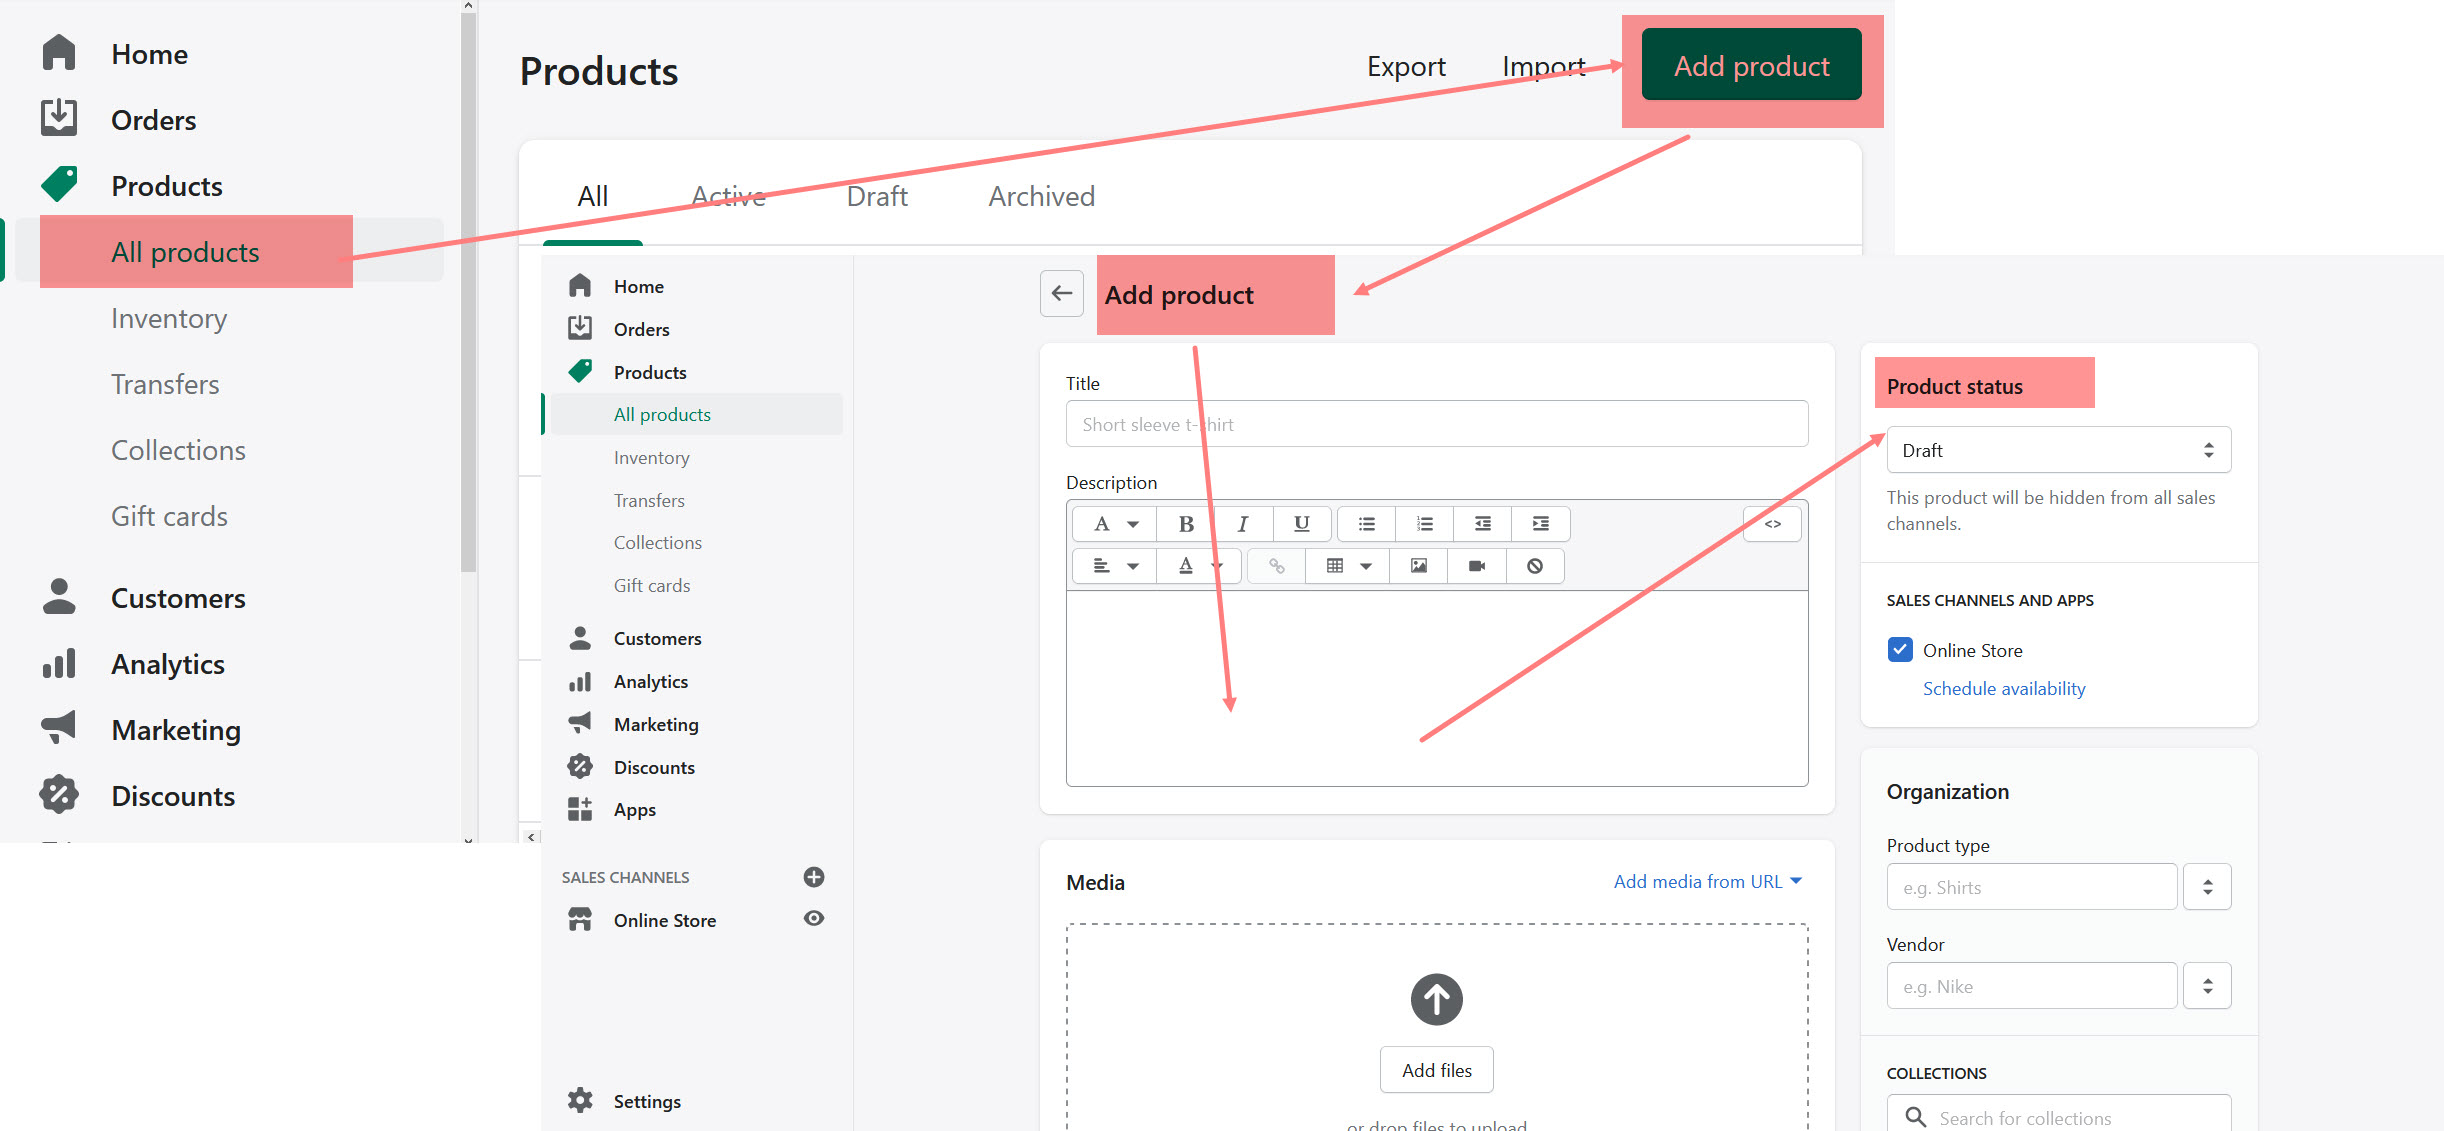 Home
Orders
Products
All products
Inventory
Transfers
Collections
Gift cards
Customers
Analytics
Marketing
Discounts
Products
Export
Import
Add product
All
Active
Draft
Archived
Home
Orders
Products
All products
Inventory
Transfers
Collections
Gift cards
Customers
Analytics
Marketing
Discounts
Apps
SALES CHANNELS
Online Store
Settings
Add product
Title
Short sleeve t-shirt
Description
A
B
I
U
<>
A
Media
Add media from URL
Add files
or drop files to upload
Product status
Draft
This product will be hidden from all sales
channels.
SALES CHANNELS AND APPS
Online Store
Schedule availability
Organization
Product type
e.g. Shirts
Vendor
e.g. Nike
COLLECTIONS
Search for collections